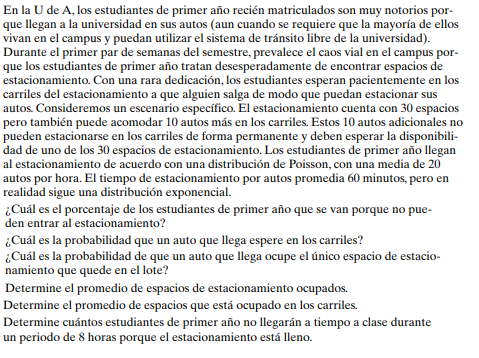 En la U de A, los estudiantes de primer año recién matriculados son muy notorios por-
que llegan a la universidad en sus autos (aun cuando se requiere que la mayoría de ellos
vivan en el campus y puedan utilizar el sistema de tránsito libre de la universidad).
Durante el primer par de semanas del semestre, prevalece el caos vial en el campus por-
que los estudiantes de primer año tratan desesperadamente de encontrar espacios de
estacionamiento. Con una rara dedicación, los estudiantes esperan pacientemente en los
carriles del estacionamiento a que alguien salga de modo que puedan estacionar sus
autos. Consideremos un escenario específico. El estacionamiento cuenta con 30 espacios
pero también puede acomodar 10 autos más en los carriles. Estos 10 autos adicionales no
pueden estacionarse en los carriles de forma permanente y deben esperar la disponibili-
dad de uno de los 30 espacios de estacionamiento. Los estudiantes de primer año llegan
al estacionamiento de acuerdo con una distribución de Poisson, con una media de 20
autos por hora. El tiempo de estacionamiento por autos promedia 60 minutos, pero en
realidad sigue una distribución exponencial.
¿Cuál es el porcentaje de los estudiantes de primer año que se van porque no pue-
den entrar al estacionamiento?
¿Cuál es la probabilidad que un auto que llega espere en los carriles?
¿Cuál es la probabilidad de que un auto que llega ocupe el único espacio de estacio-
namiento que quede en el lote?
Determine el promedio de espacios de estacionamiento ocupados.
Determine el promedio de espacios que está ocupado en los carriles.
Determine cuántos estudiantes de primer año no llegarán a tiempo a clase durante
un periodo de 8 horas porque el estacionamiento está lleno.